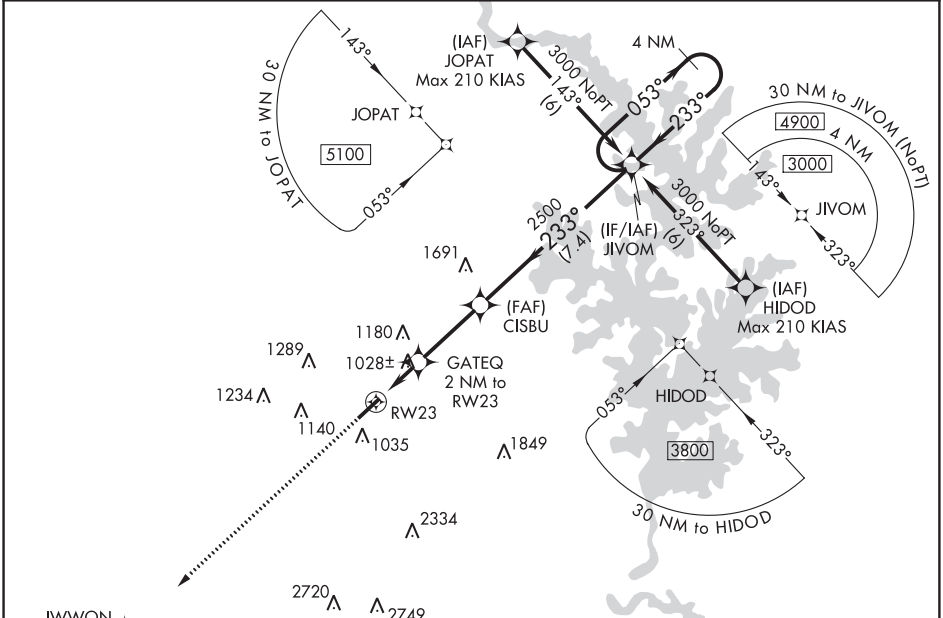 (IAF)
JOPAT
Max 210 KIAS
3000 NoPT
143°
(6)
4 NM
053°
233°
30 NM to JOPAT
143°
JOPAT
5100
053°
30 NM to JIVOM (NoPT)
4900
4 NM
3000
143°
JIVOM
323°
3000 NoPT
323°
(6)
(IF/IAF)
JIVOM
2500
233°
(7.4)
1691
(FAF)
CISBU
(IAF)
HIDOD
Max 210 KIAS
1180
1289
1028±
GATEQ
2 NM to
RW23
1234
RW23
1140
1035
1849
053°
HIDOD
323°
3800
30 NM to HIDOD
2334
2720
2749
IWWON